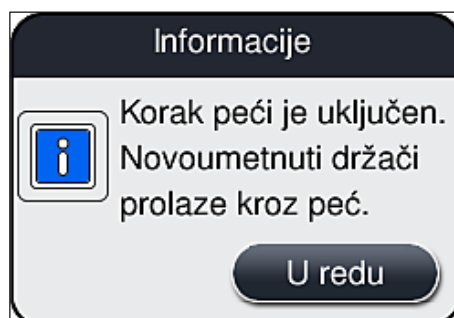 Informacije
Korak peći je uključen.
Novoumetnuti držači
prolaze kroz peć.
U redu